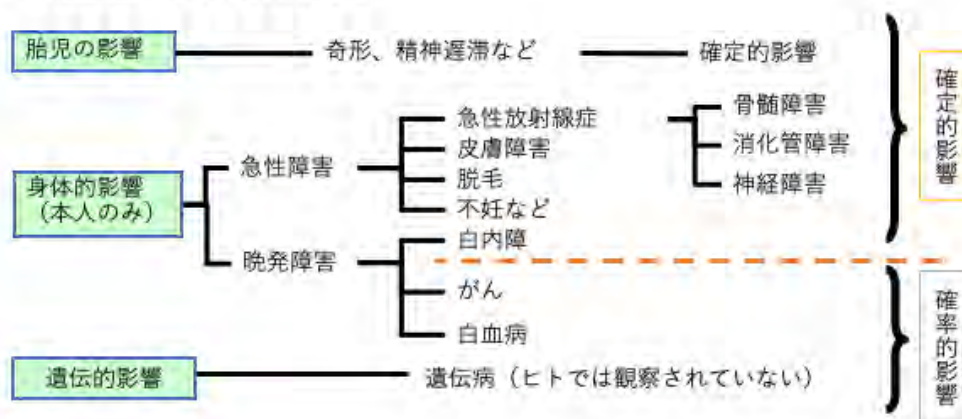 胎児の影響
奇形、精神遅滞など
確定的影響
身体的影響
（本人のみ）
急性障害
急性放射線症
骨髄障害
消化管障害
神経障害
皮膚障害
脱毛
不妊など
晩発障害
白内障
がん
白血病
遺伝的影響
遺伝病（ヒトでは観察されていない）
確定的影響
確率的影響